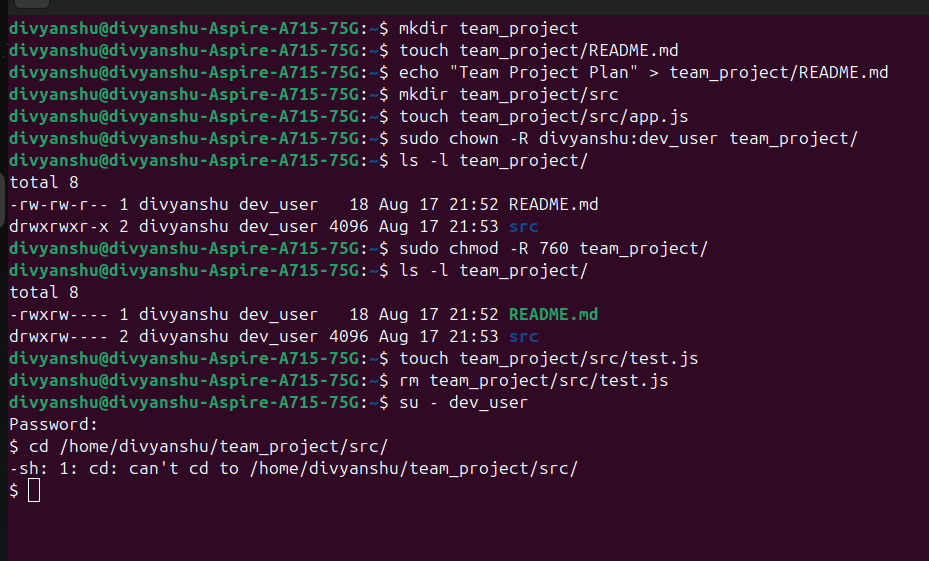 divyanshu@divyanshu-Aspire-A715-75G:~$ mkdir team_project
divyanshu@divyanshu-Aspire-A715-75G:~$ touch team_project/README.md
divyanshu@divyanshu-Aspire-A715-75G:~$ echo "Team Project Plan" > team_project/README.md
divyanshu@divyanshu-Aspire-A715-75G:~$ mkdir team_project/src
divyanshu@divyanshu-Aspire-A715-75G:~$ touch team_project/src/app.js
divyanshu@divyanshu-Aspire-A715-75G:~$ sudo chown -R divyanshu:dev_user team_project/
divyanshu@divyanshu-Aspire-A715-75G:~$ ls -l team_project/
total 8
-rw-rw-r-- 1 divyanshu dev_user   18 Aug 17 21:52 README.md
drwxrwxr-x 2 divyanshu dev_user 4096 Aug 17 21:53 src
divyanshu@divyanshu-Aspire-A715-75G:~$ sudo chmod -R 760 team_project/
divyanshu@divyanshu-Aspire-A715-75G:~$ ls -l team_project/
total 8
-rwxrw---- 1 divyanshu dev_user   18 Aug 17 21:52 README.md
drwxrw---- 2 divyanshu dev_user 4096 Aug 17 21:53 src
divyanshu@divyanshu-Aspire-A715-75G:~$ touch team_project/src/test.js
divyanshu@divyanshu-Aspire-A715-75G:~$ rm team_project/src/test.js
divyanshu@divyanshu-Aspire-A715-75G:~$ su - dev_user
Password:
$ cd /home/divyanshu/team_project/src/
-sh: 1: cd: can't cd to /home/divyanshu/team_project/src/
$